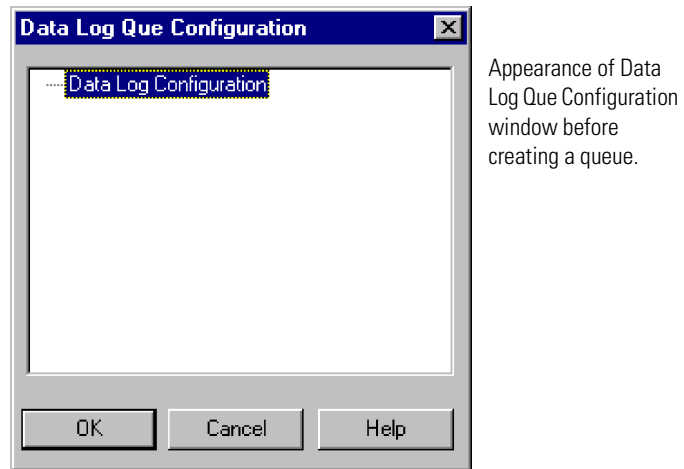 Data Log Que Configuration
Data Log Configuration
OK
Cancel
Help
Appearance of Data
Log Que Configuration
window before
creating a queue.